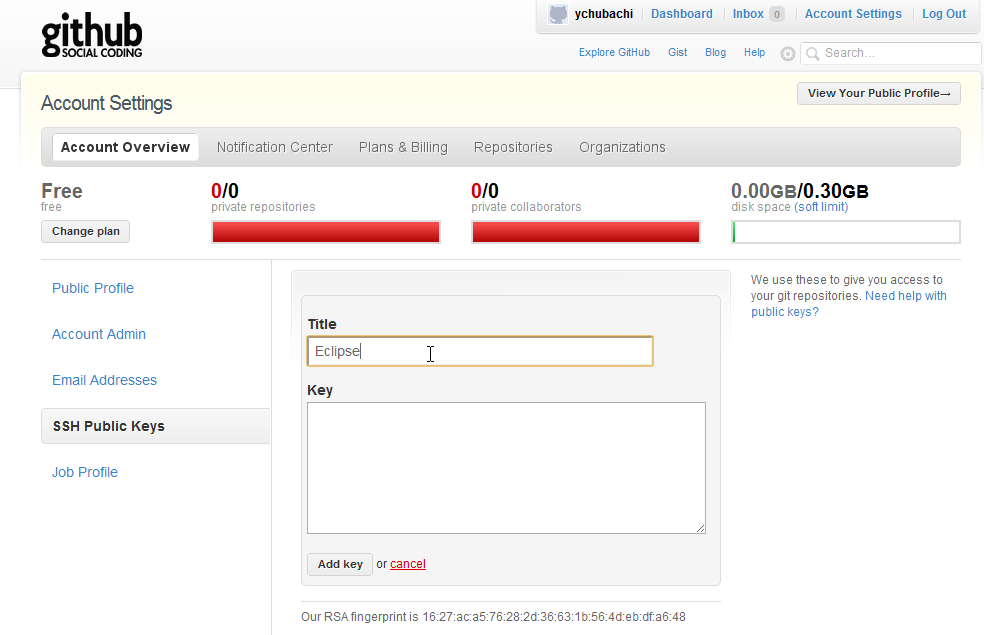 github
SOCIAL CODING
ychubachi Dashboard Inbox 0 Account Settings Log Out
Explore GitHub Gist Blog Help Search...
Account Settings
View Your Public Profile→
Account Overview Notification Center Plans & Billing Repositories Organizations
Free
free
Change plan
0/0
private repositories
0/0
private collaborators
0.00GB/0.30GB
disk space (soft limit)
Public Profile
Account Admin
Email Addresses
SSH Public Keys
Job Profile
Title
Eclipse
Key
Add key or cancel
Our RSA fingerprint is 16:27:ac:a5:76:28:2d:36:63:1b:56:4d:eb:df:a6:48
We use these to give you access to
your git repositories. Need help with
public keys?